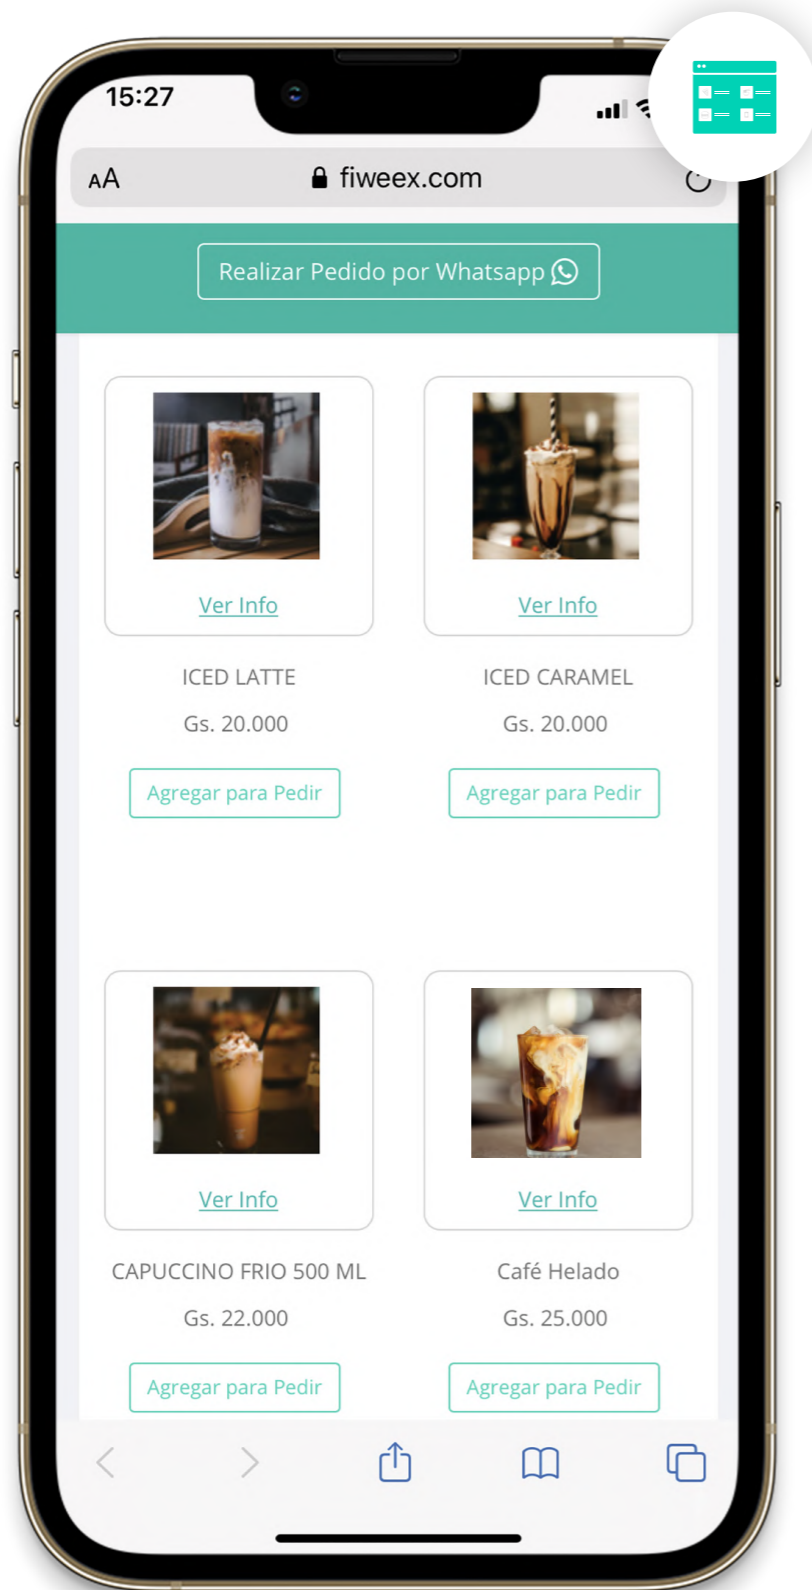 15:27
AA fiweex.com
Realizar Pedido por Whatsapp
Ver Info
Ver Info
ICED LATTE
ICED CARAMEL
Gs. 20.000
Gs. 20.000
Agregar para Pedir
Agregar para Pedir
Ver Info
Ver Info
CAPUCCINO FRIO 500 ML
Café Helado
Gs. 22.000
Gs. 25.000
Agregar para Pedir
Agregar para Pedir